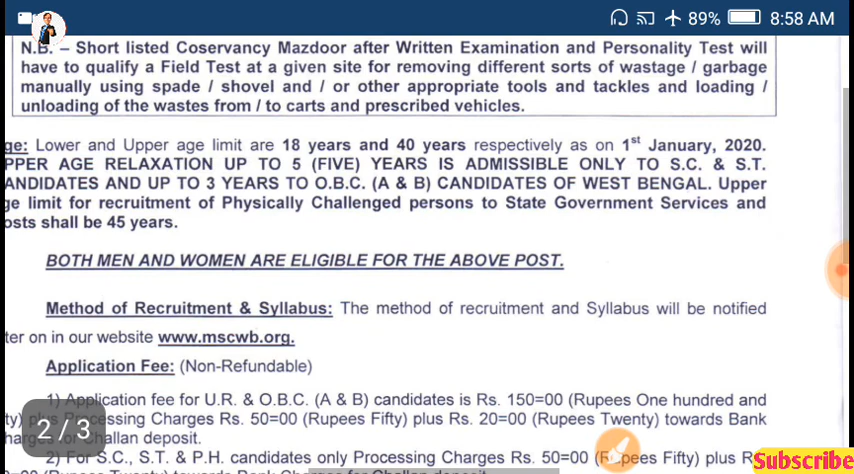 89% 8:58 AM
N.B. – Short listed Coservancy Mazdoor after Written Examination and Personality Test will
have to qualify a Field Test at a given site for removing different sorts of wastage / garbage
manually using spade / shovel and / or other appropriate tools and tackles and loading /
unloading of the wastes from / to carts and prescribed vehicles.
ge: Lower and Upper age limit are 18 years and 40 years respectively as on 1st January, 2020.
PPER AGE RELAXATION UP TO 5 (FIVE) YEARS IS ADMISSIBLE ONLY TO S.C. & S.T.
ANDIDATES AND UP TO 3 YEARS TO O.B.C. (A & B) CANDIDATES OF WEST BENGAL. Upper
ge limit for recruitment of Physically Challenged persons to State Government Services and
osts shall be 45 years.
BOTH MEN AND WOMEN ARE ELIGIBLE FOR THE ABOVE POST.
Method of Recruitment & Syllabus: The method of recruitment and Syllabus will be notified
ter on in our website www.mscwb.org.
Application Fee: (Non-Refundable)
1) Application fee for U.R. & O.B.C. (A & B) candidates is Rs. 150=00 (Rupees One hundred and
ty) plus Processing Charges Rs. 50=00 (Rupees Fifty) plus Rs. 20=00 (Rupees Twenty) towards Bank
for Challan deposit.
2 / 3
2) For S.C., S.T. & P.H. candidates only Processing Charges Rs. 50=00 (Rupees Fifty) plus
Subscribe